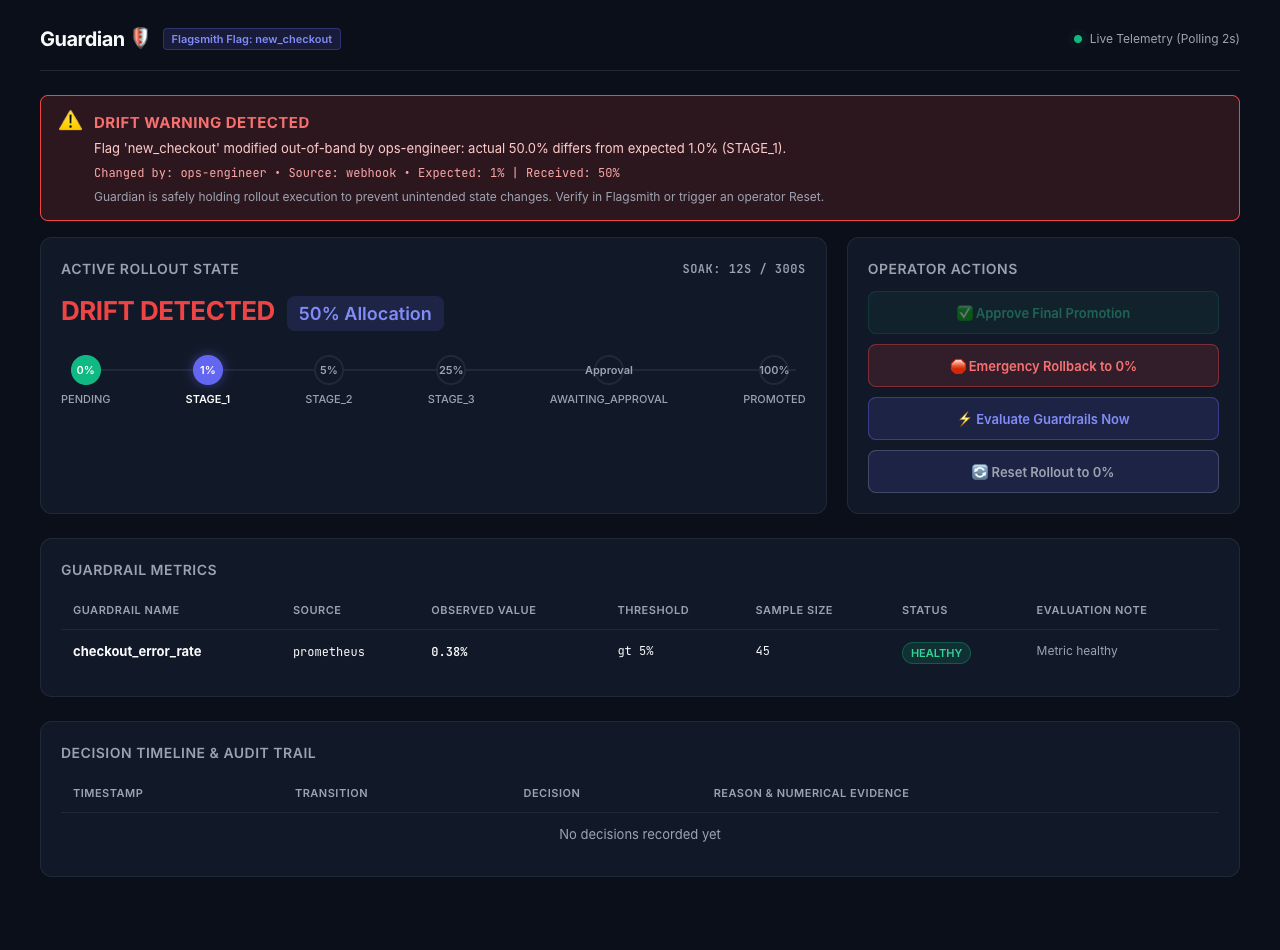 Guardian
Flagsmith Flag: new_checkout
Live Telemetry (Polling 2s)
DRIFT WARNING DETECTED
Flag 'new_checkout' modified out-of-band by ops-engineer: actual 50.0% differs from expected 1.0% (STAGE_1).
Changed by: ops-engineer • Source: webhook • Expected: 1% | Received: 50%
Guardian is safely holding rollout execution to prevent unintended state changes. Verify in Flagsmith or trigger an operator Reset.
ACTIVE ROLLOUT STATE
SOAK: 12S / 300S
DRIFT DETECTED
50% Allocation
0% 1% 5% 25% Approval 100%
PENDING STAGE_1 STAGE_2 STAGE_3 AWAITING_APPROVAL PROMOTED
OPERATOR ACTIONS
Approve Final Promotion
Emergency Rollback to 0%
Evaluate Guardrails Now
Reset Rollout to 0%
GUARDRAIL METRICS
GUARDRAIL NAME SOURCE OBSERVED VALUE THRESHOLD SAMPLE SIZE STATUS EVALUATION NOTE
checkout_error_rate prometheus 0.38% gt 5% 45 HEALTHY Metric healthy
DECISION TIMELINE & AUDIT TRAIL
TIMESTAMP TRANSITION DECISION REASON & NUMERICAL EVIDENCE
No decisions recorded yet